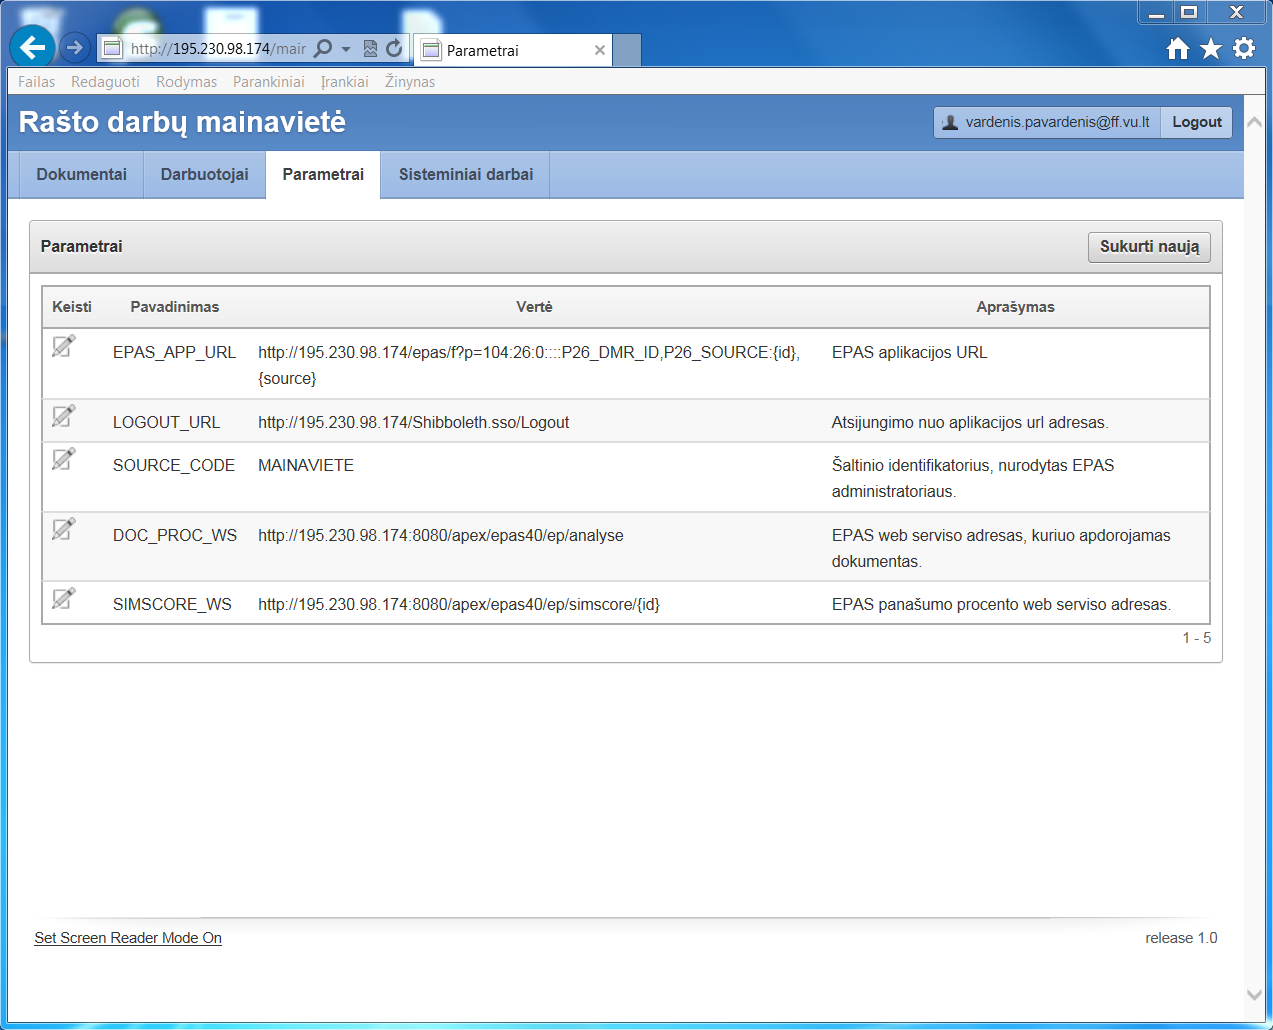 http://195.230.98.174/mair
Parametrai
Failas Redaguoti Rodymas Parankiniai Įrankiai Žinynas
Rašto darbų mainavietė
vardenis.pavardenis@ff.vu.lt Logout
Dokumentai Darbuotojai Parametrai Sisteminiai darbai
Parametrai Sukurti naują
Keisti Pavadinimas Vertė Aprašymas
EPAS_APP_URL http://195.230.98.174/epas/f?p=104:26:0::::P26_DMR_ID,P26_SOURCE:{id}, EPAS aplikacijos URL
{source}
LOGOUT_URL http://195.230.98.174/Shibboleth.sso/Logout Atsijungimo nuo aplikacijos url adresas.
SOURCE_CODE MAINAVIETE Šaltinio identifikatorius, nurodytas EPAS
administratoriaus.
DOC_PROC_WS http://195.230.98.174:8080/apex/epas40/ep/analyse EPAS web serviso adresas, kuriuo apdorojamas
dokumentas.
SIMSCORE_WS http://195.230.98.174:8080/apex/epas40/ep/simscore/{id} EPAS panašumo procento web serviso adresas.
1 - 5
Set Screen Reader Mode On release 1.0